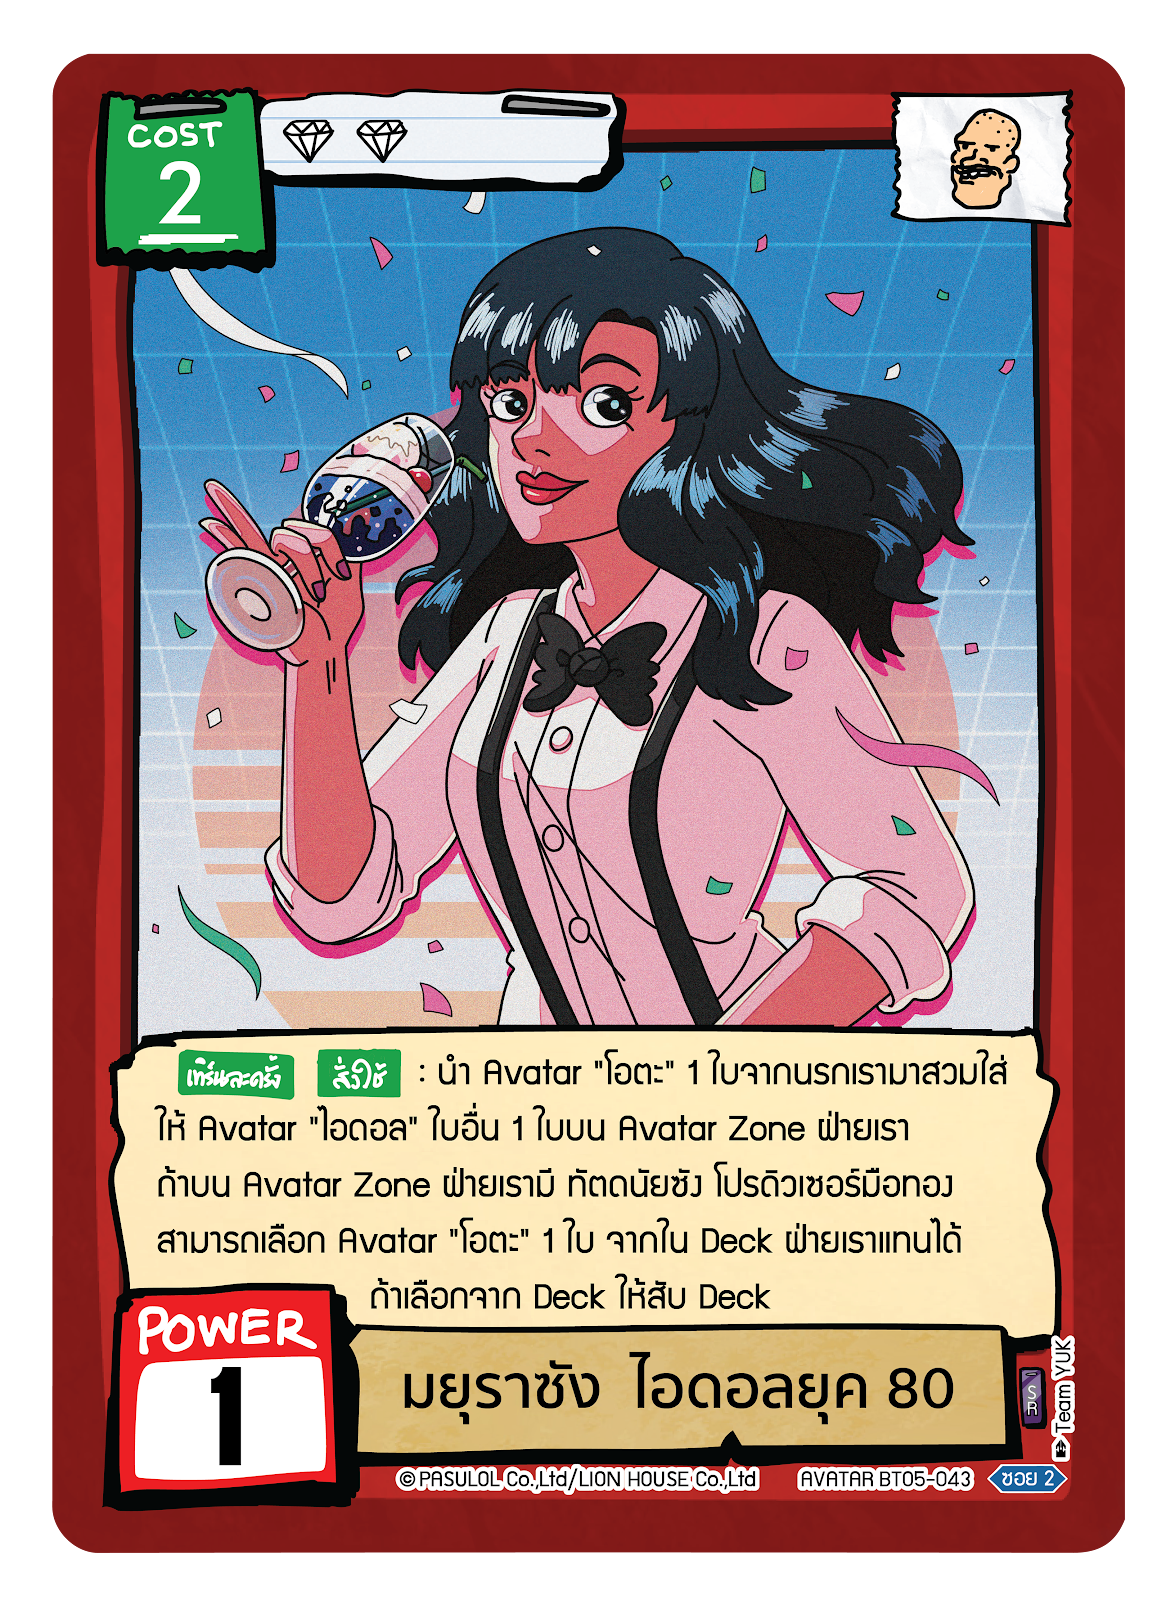 COST
2
เทิร์นละครั้ง สั่งใช้ : นำ Avatar "โอตะ" 1 ใบจากนรกเรามาสวมใส่
ให้ Avatar "ไอดอล" ใบอื่น 1 ใบบน Avatar Zone ฝ่ายเรา
ถ้าบน Avatar Zone ฝ่ายเรามี ทัตดนัยซัง โปรดิวเซอร์มือทอง
สามารถเลือก Avatar "โอตะ" 1 ใบ จากใน Deck ฝ่ายเราแทนได้
ถ้าเลือกจาก Deck ให้สับ Deck
POWER
1
มยุราซัง ไอดอลยุค 80
SR
Team YUK
© PASULOL Co.,Ltd/LION HOUSE Co.,Ltd AVATAR BT05-043 ซอย 2